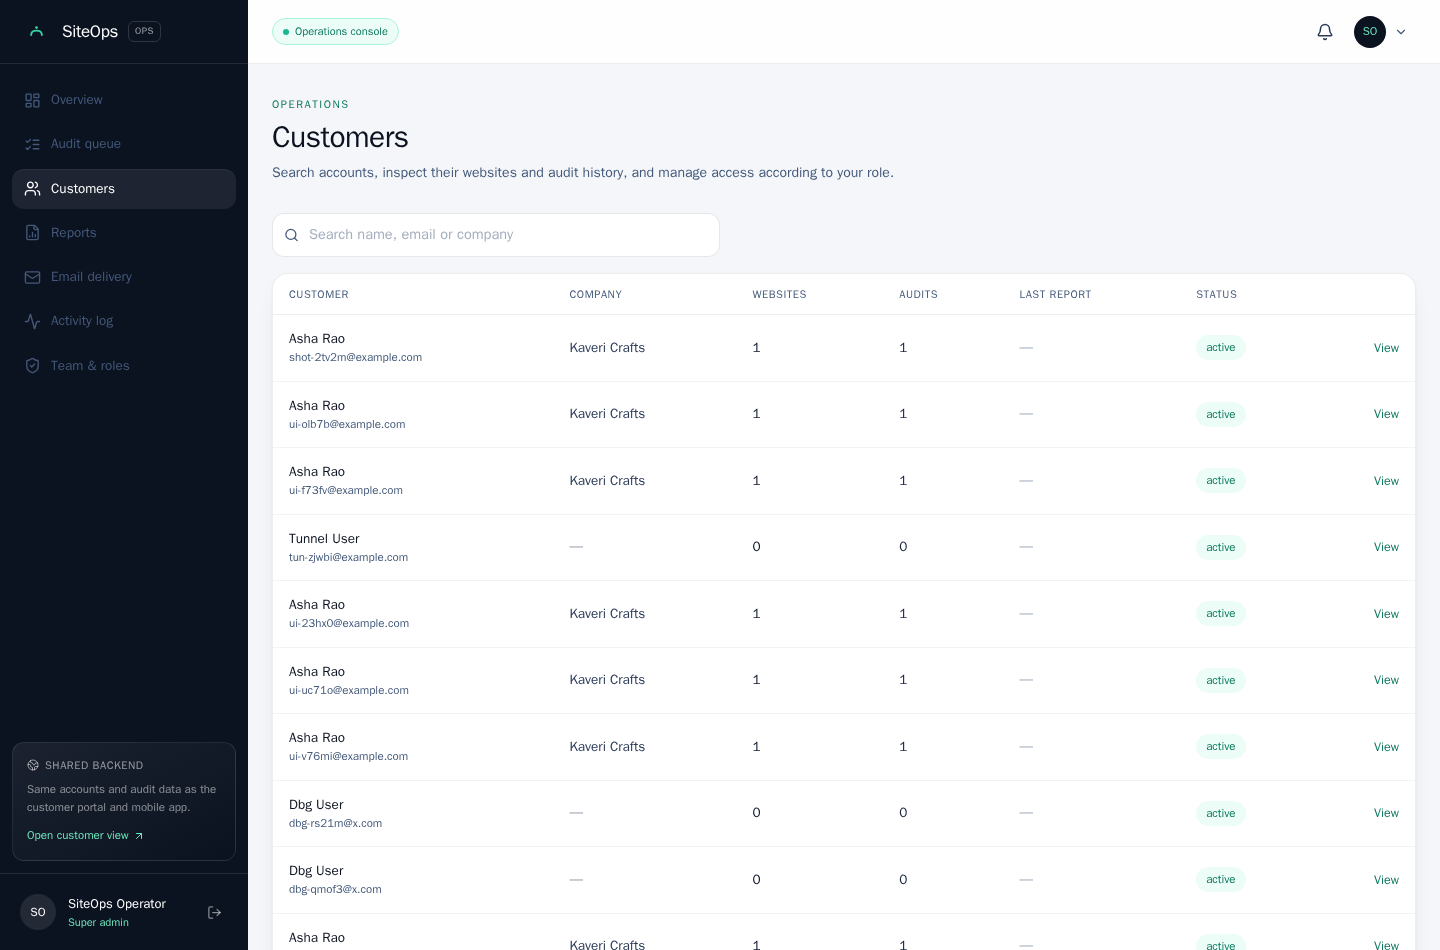 SiteOps OPS
Operations console
SO
Overview
Audit queue
Customers
Reports
Email delivery
Activity log
Team & roles
SHARED BACKEND
Same accounts and audit data as the
customer portal and mobile app.
Open customer view
SO
SiteOps Operator
Super admin
OPERATIONS
Customers
Search accounts, inspect their websites and audit history, and manage access according to your role.
Search name, email or company
CUSTOMER COMPANY WEBSITES AUDITS LAST REPORT STATUS
Asha Rao
shot-2tv2m@example.com
Kaveri Crafts 1 1 — active View
Asha Rao
ui-olb7b@example.com
Kaveri Crafts 1 1 — active View
Asha Rao
ui-f73fv@example.com
Kaveri Crafts 1 1 — active View
Tunnel User
tun-zjwbi@example.com
— 0 0 — active View
Asha Rao
ui-23hx0@example.com
Kaveri Crafts 1 1 — active View
Asha Rao
ui-uc71o@example.com
Kaveri Crafts 1 1 — active View
Asha Rao
ui-v76mi@example.com
Kaveri Crafts 1 1 — active View
Dbg User
dbg-rs21m@x.com
— 0 0 — active View
Dbg User
dbg-qmof3@x.com
— 0 0 — active View
Asha Rao
Kaveri Crafts 1 1 — active View